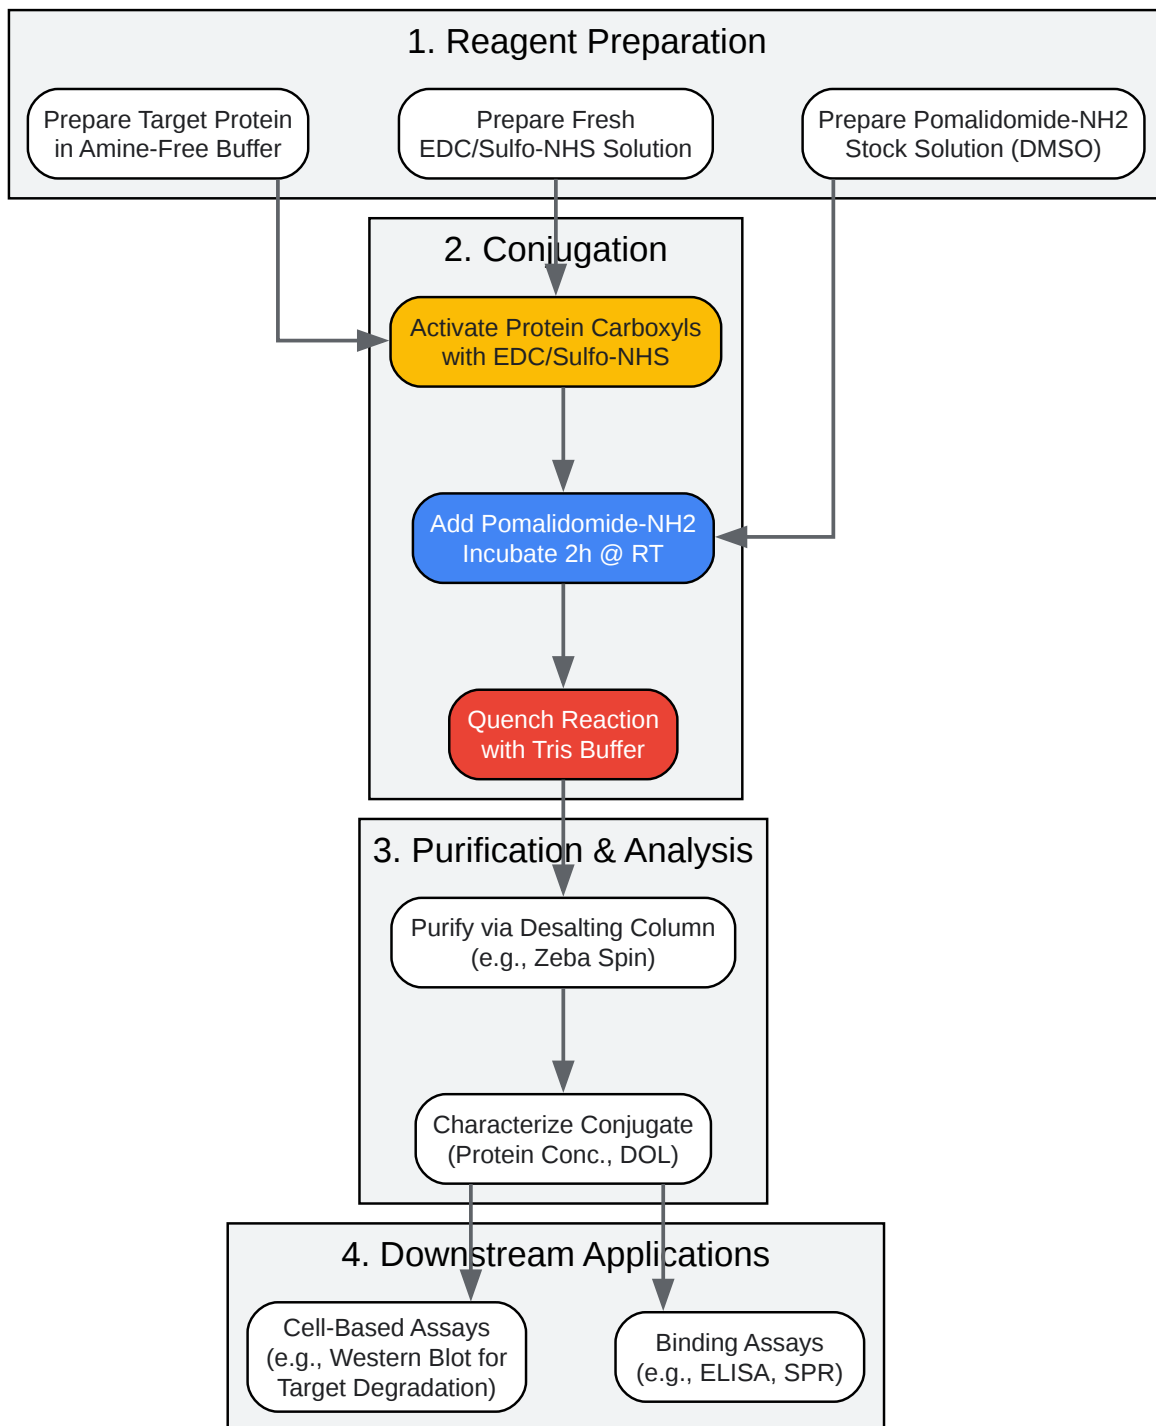 1. Reagent Preparation
Prepare Target Protein
in Amine-Free Buffer
Prepare Fresh
EDC/Sulfo-NHS Solution
Prepare Pomalidomide-NH2
Stock Solution (DMSO)
2. Conjugation
Activate Protein Carboxyls
with EDC/Sulfo-NHS
Add Pomalidomide-NH2
Incubate 2h @ RT
Quench Reaction
with Tris Buffer
3. Purification & Analysis
Purify via Desalting Column
(e.g., Zeba Spin)
Characterize Conjugate
(Protein Conc., DOL)
4. Downstream Applications
Cell-Based Assays
(e.g., Western Blot for
Target Degradation)
Binding Assays
(e.g., ELISA, SPR)